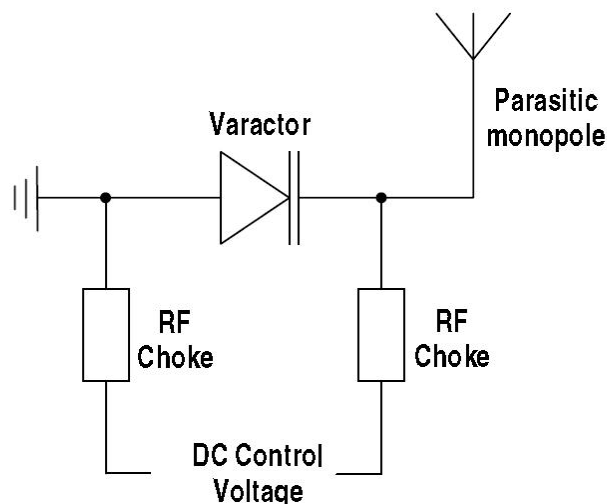 Parasitic
monopole
Varactor
RF
Choke
RF
Choke
DC Control
Voltage